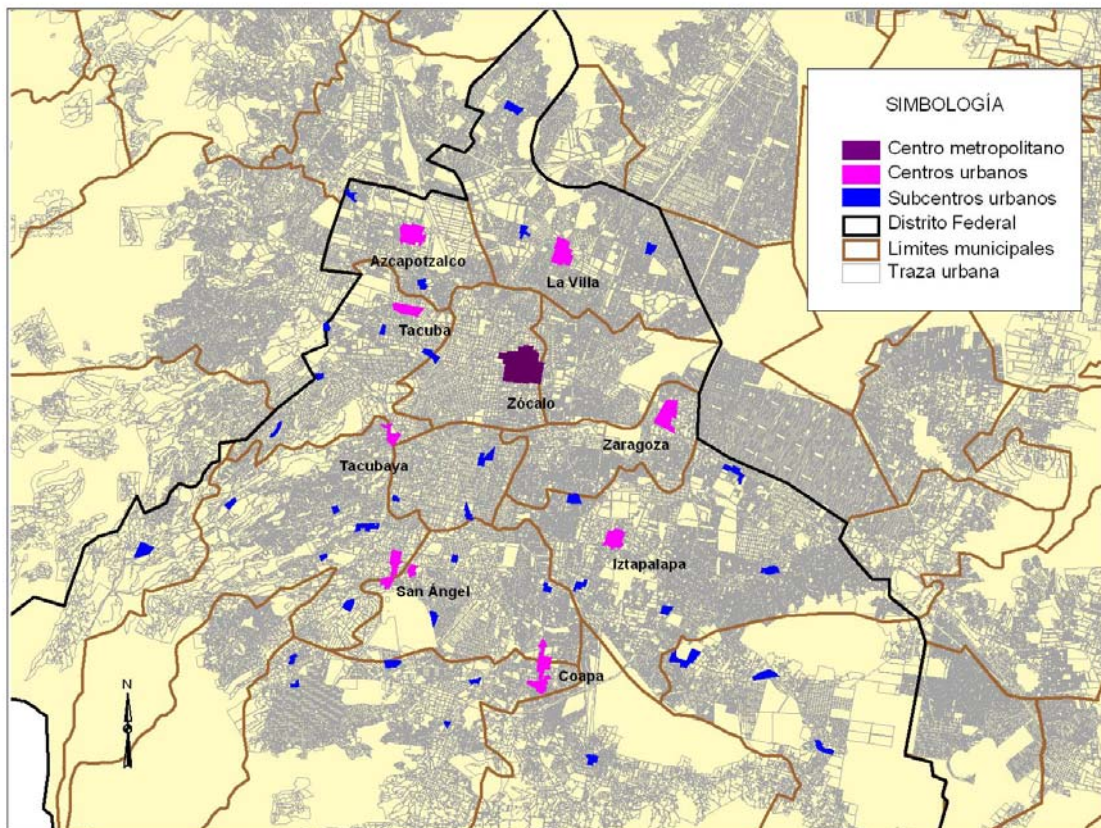 SIMBOLOGÍA
Centro metropolitano
Centros urbanos
Subcentros urbanos
Distrito Federal
Limites municipales
Traza urbana
Azcapotzalco
La Villa
Tacuba
Zócalo
Zaragoza
Tacubaya
Iztapalapa
San Ángel
Coapa
N